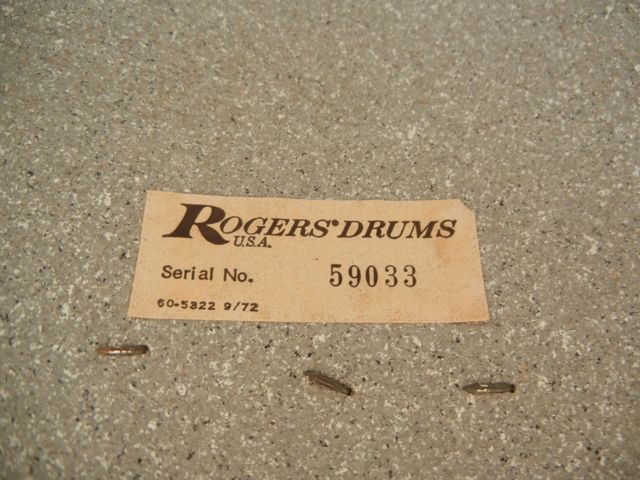 ROGERS® DRUMS
U.S.A.
Serial No. 59033
60-5322 9/72